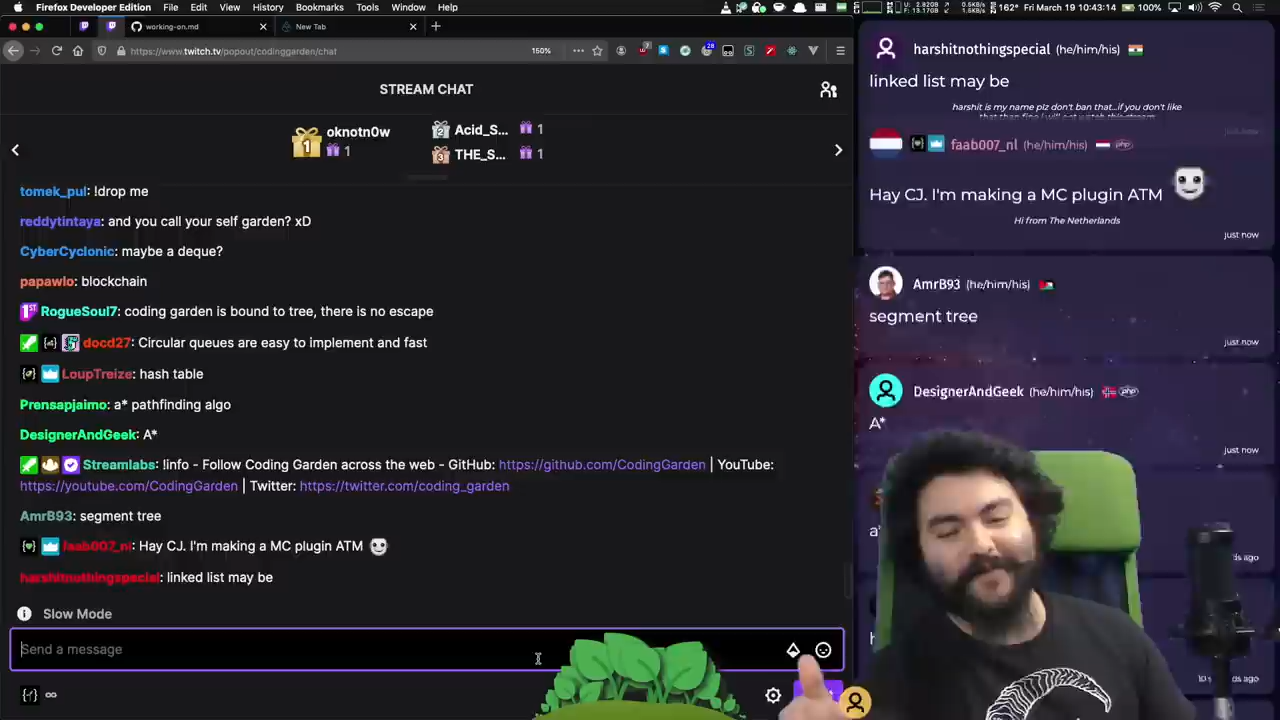 Firefox Developer Edition File Edit View History Bookmarks Tools Window Help
162° Fri March 19 10:43:14 100%
working-on.md
New Tab
https://www.twitch.tv/popout/codinggarden/chat
150%
STREAM CHAT
1 oknotn0w
1
2 Acid_S... 1
3 THE_S... 1
tomek_pul: !drop me
reddytintaya: and you call your self garden? xD
CyberCyclonic: maybe a deque?
papawlo: blockchain
RogueSoul7: coding garden is bound to tree, there is no escape
docd27: Circular queues are easy to implement and fast
LoupTreize: hash table
Prensapjaimo: a* pathfinding algo
DesignerAndGeek: A*
Streamlabs: !info - Follow Coding Garden across the web - GitHub: https://github.com/CodingGarden | YouTube:
https://youtube.com/CodingGarden | Twitter: https://twitter.com/coding_garden
AmrB93: segment tree
faab007_nl: Hay CJ. I'm making a MC plugin ATM
harshitnothingspecial: linked list may be
Slow Mode
Send a message
harshitnothingspecial (he/him/his)
linked list may be
harshit is my name plz don't ban that...if you don't like
just now
faab007_nl (he/him/his) php
Hay CJ. I'm making a MC plugin ATM
Hi from The Netherlands
just now
AmrB93 (he/him/his)
segment tree
just now
DesignerAndGeek (he/him/his) php
A*
just now